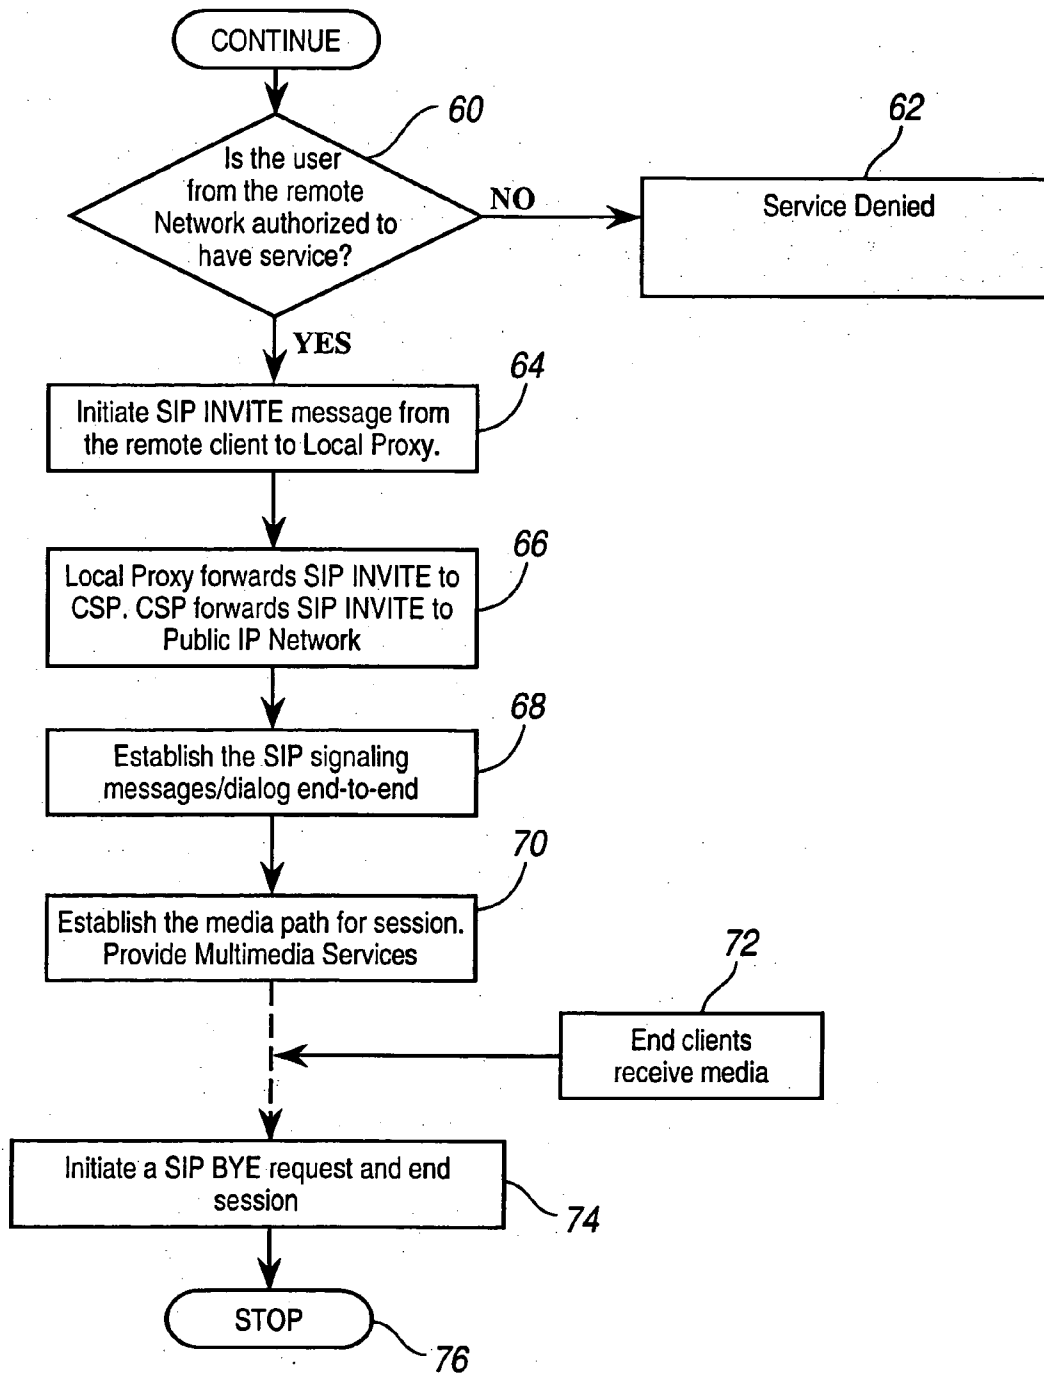 CONTINUE
60
Is the user
from the remote
Network authorized to
have service?
NO
62
Service Denied
YES
64
Initiate SIP INVITE message from
the remote client to Local Proxy.
66
Local Proxy forwards SIP INVITE to
CSP. CSP forwards SIP INVITE to
Public IP Network
68
Establish the SIP signaling
messages/dialog end-to-end
70
Establish the media path for session.
Provide Multimedia Services
72
End clients
receive media
Initiate a SIP BYE request and end
session
74
STOP
76